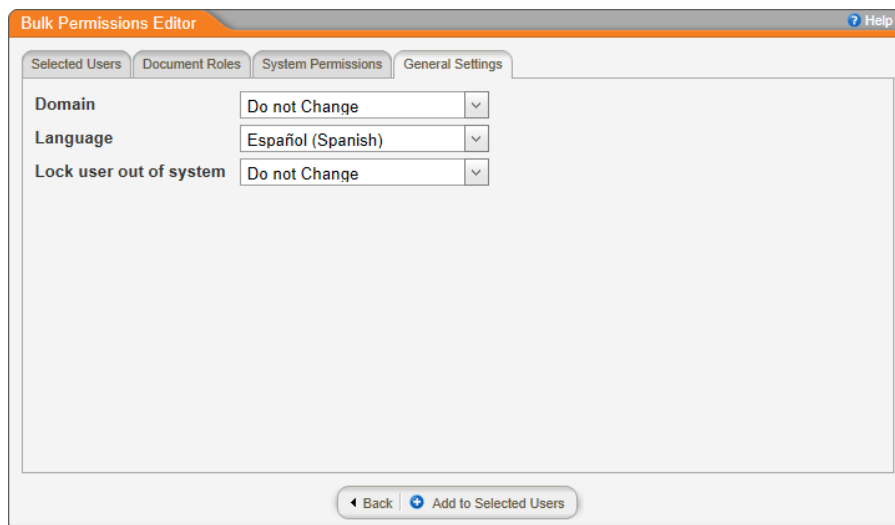 Bulk Permissions Editor
Help
Selected Users Document Roles System Permissions General Settings
Domain Do not Change
Language Español (Spanish)
Lock user out of system Do not Change
Back Add to Selected Users